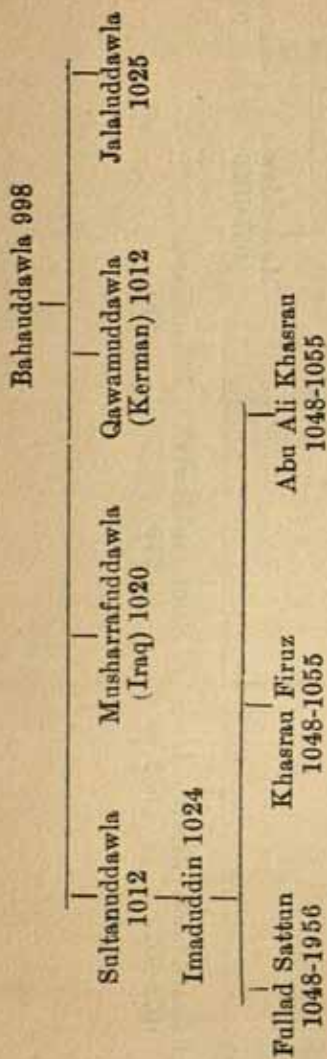 Bahauddawla 998
Sultanuddawla
1012
Musharrafuddawla
(Iraq) 1020
Qawamuddawla
(Kerman) 1012
Jalaluddawla
1025
Imaduddin 1024
Fullad Sattun
1048-1956
Khasrau Firuz
1048-1055
Abu Ali Khasrau
1048-1055